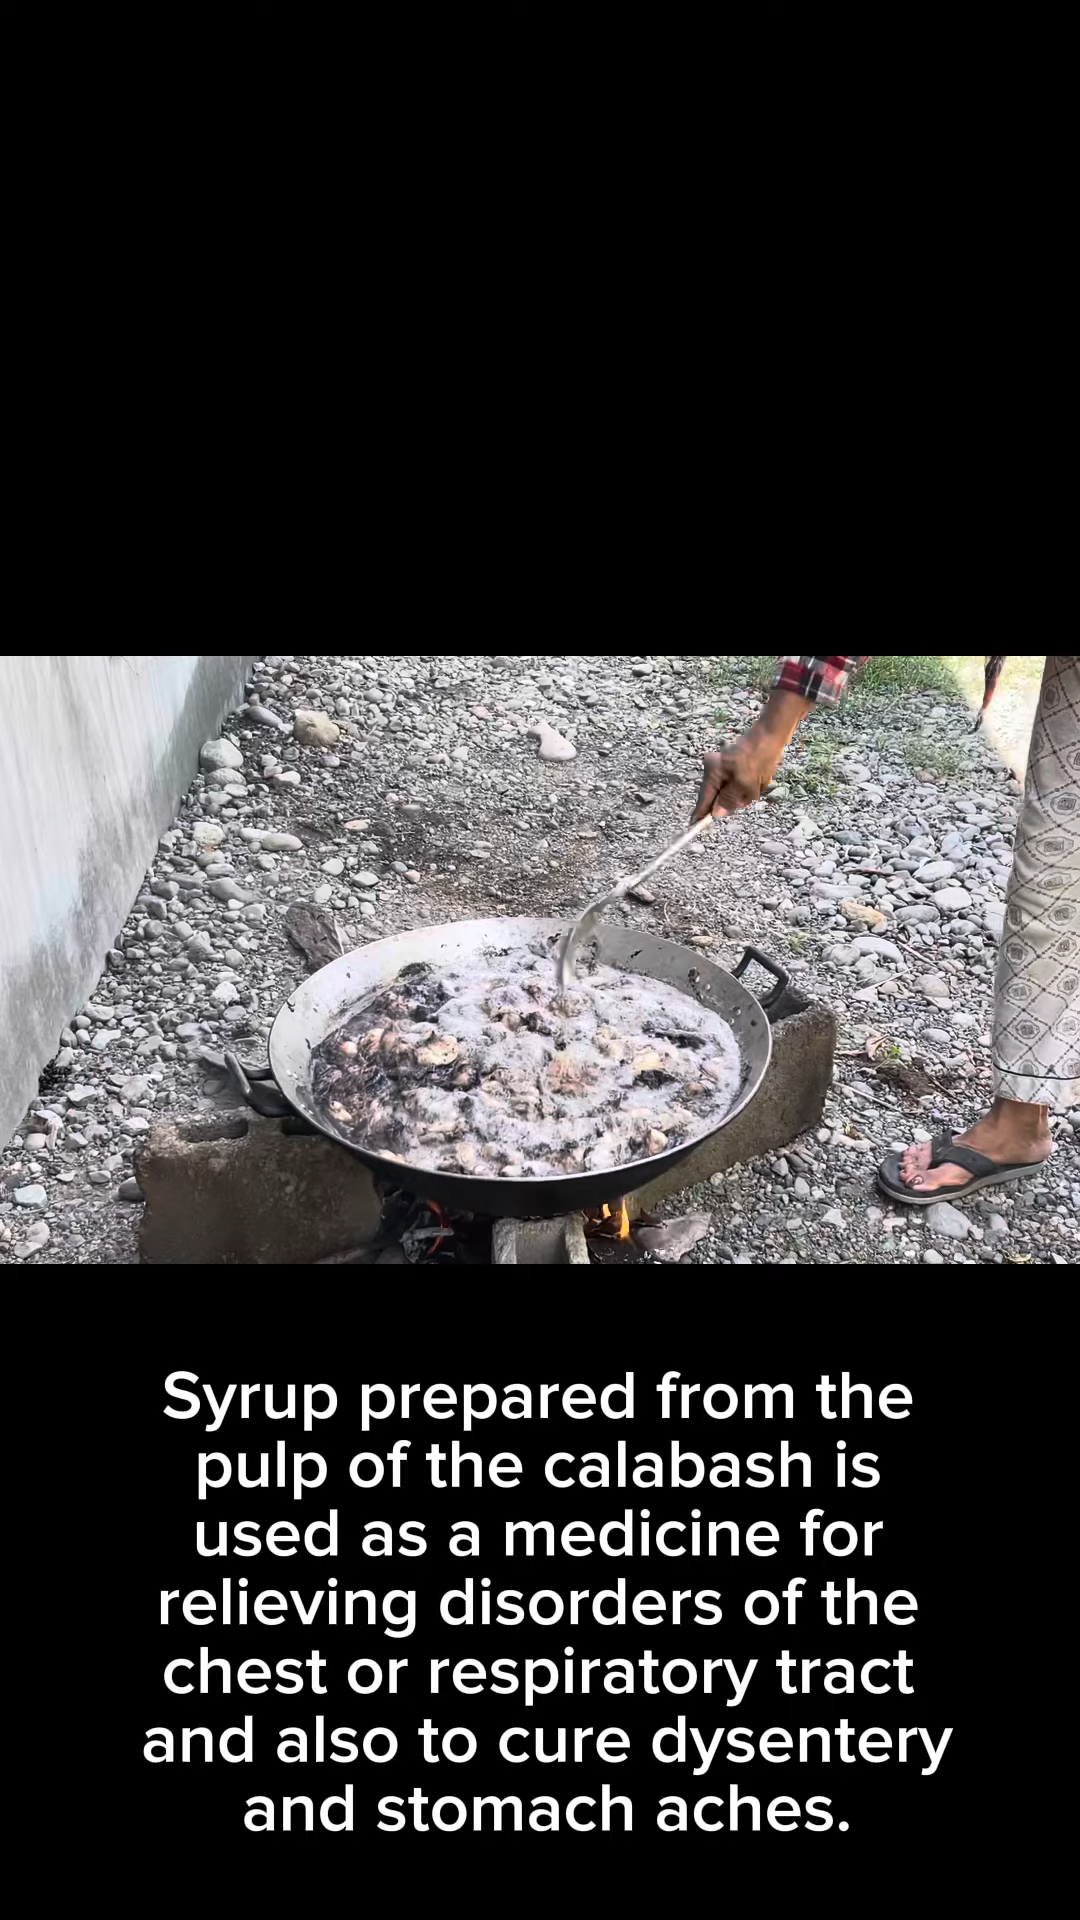 Syrup prepared from the
pulp of the calabash is
used as a medicine for
relieving disorders of the
chest or respiratory tract
and also to cure dysentery
and stomach aches.